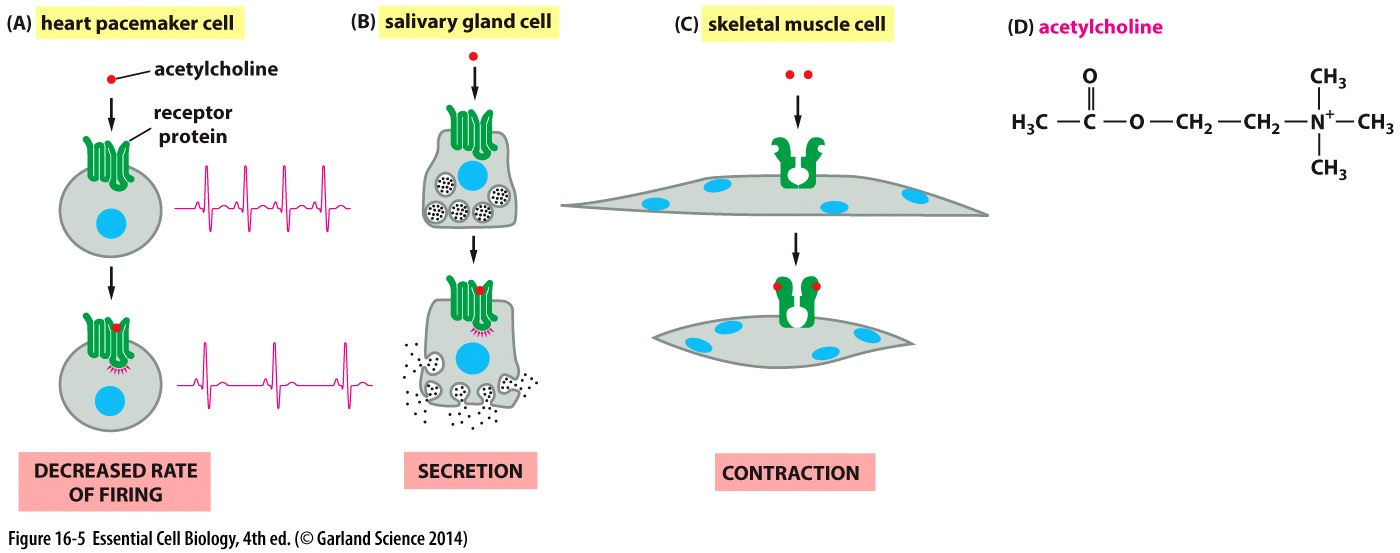 (A) heart pacemaker cell
acetylcholine
receptor
protein
DECREASED RATE
OF FIRING
(B) salivary gland cell
SECRETION
(C) skeletal muscle cell
CONTRACTION
(D) acetylcholine
O
CH₃
H₃C — C — O — CH₂ — CH₂ — N⁺ — CH₃
CH₃
Figure 16-5 Essential Cell Biology, 4th ed. (© Garland Science 2014)